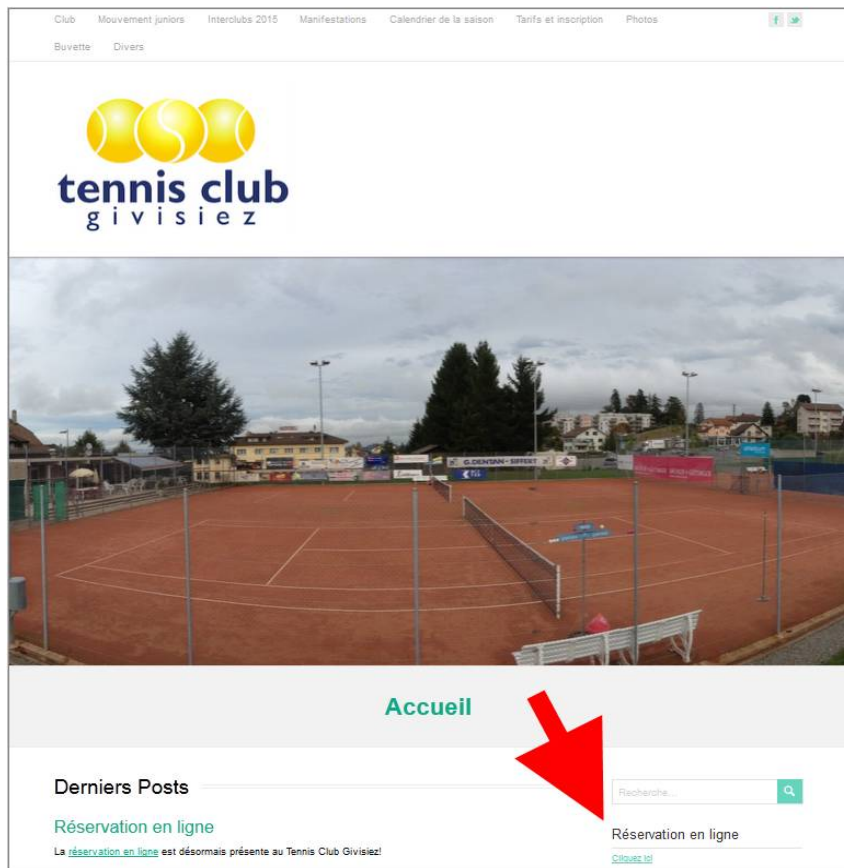 Club Mouvement juniors Interclubs 2015 Manifestations Calendrier de la saison Tarifs et inscription Photos
Buvette Divers
tennis club
givisiez
G.DENTAN - SIFFERT
Accueil
Derniers Posts
Recherche...
Réservation en ligne
La réservation en ligne est désormais présente au Tennis Club Givisiez!
Réservation en ligne
Cliquez ici